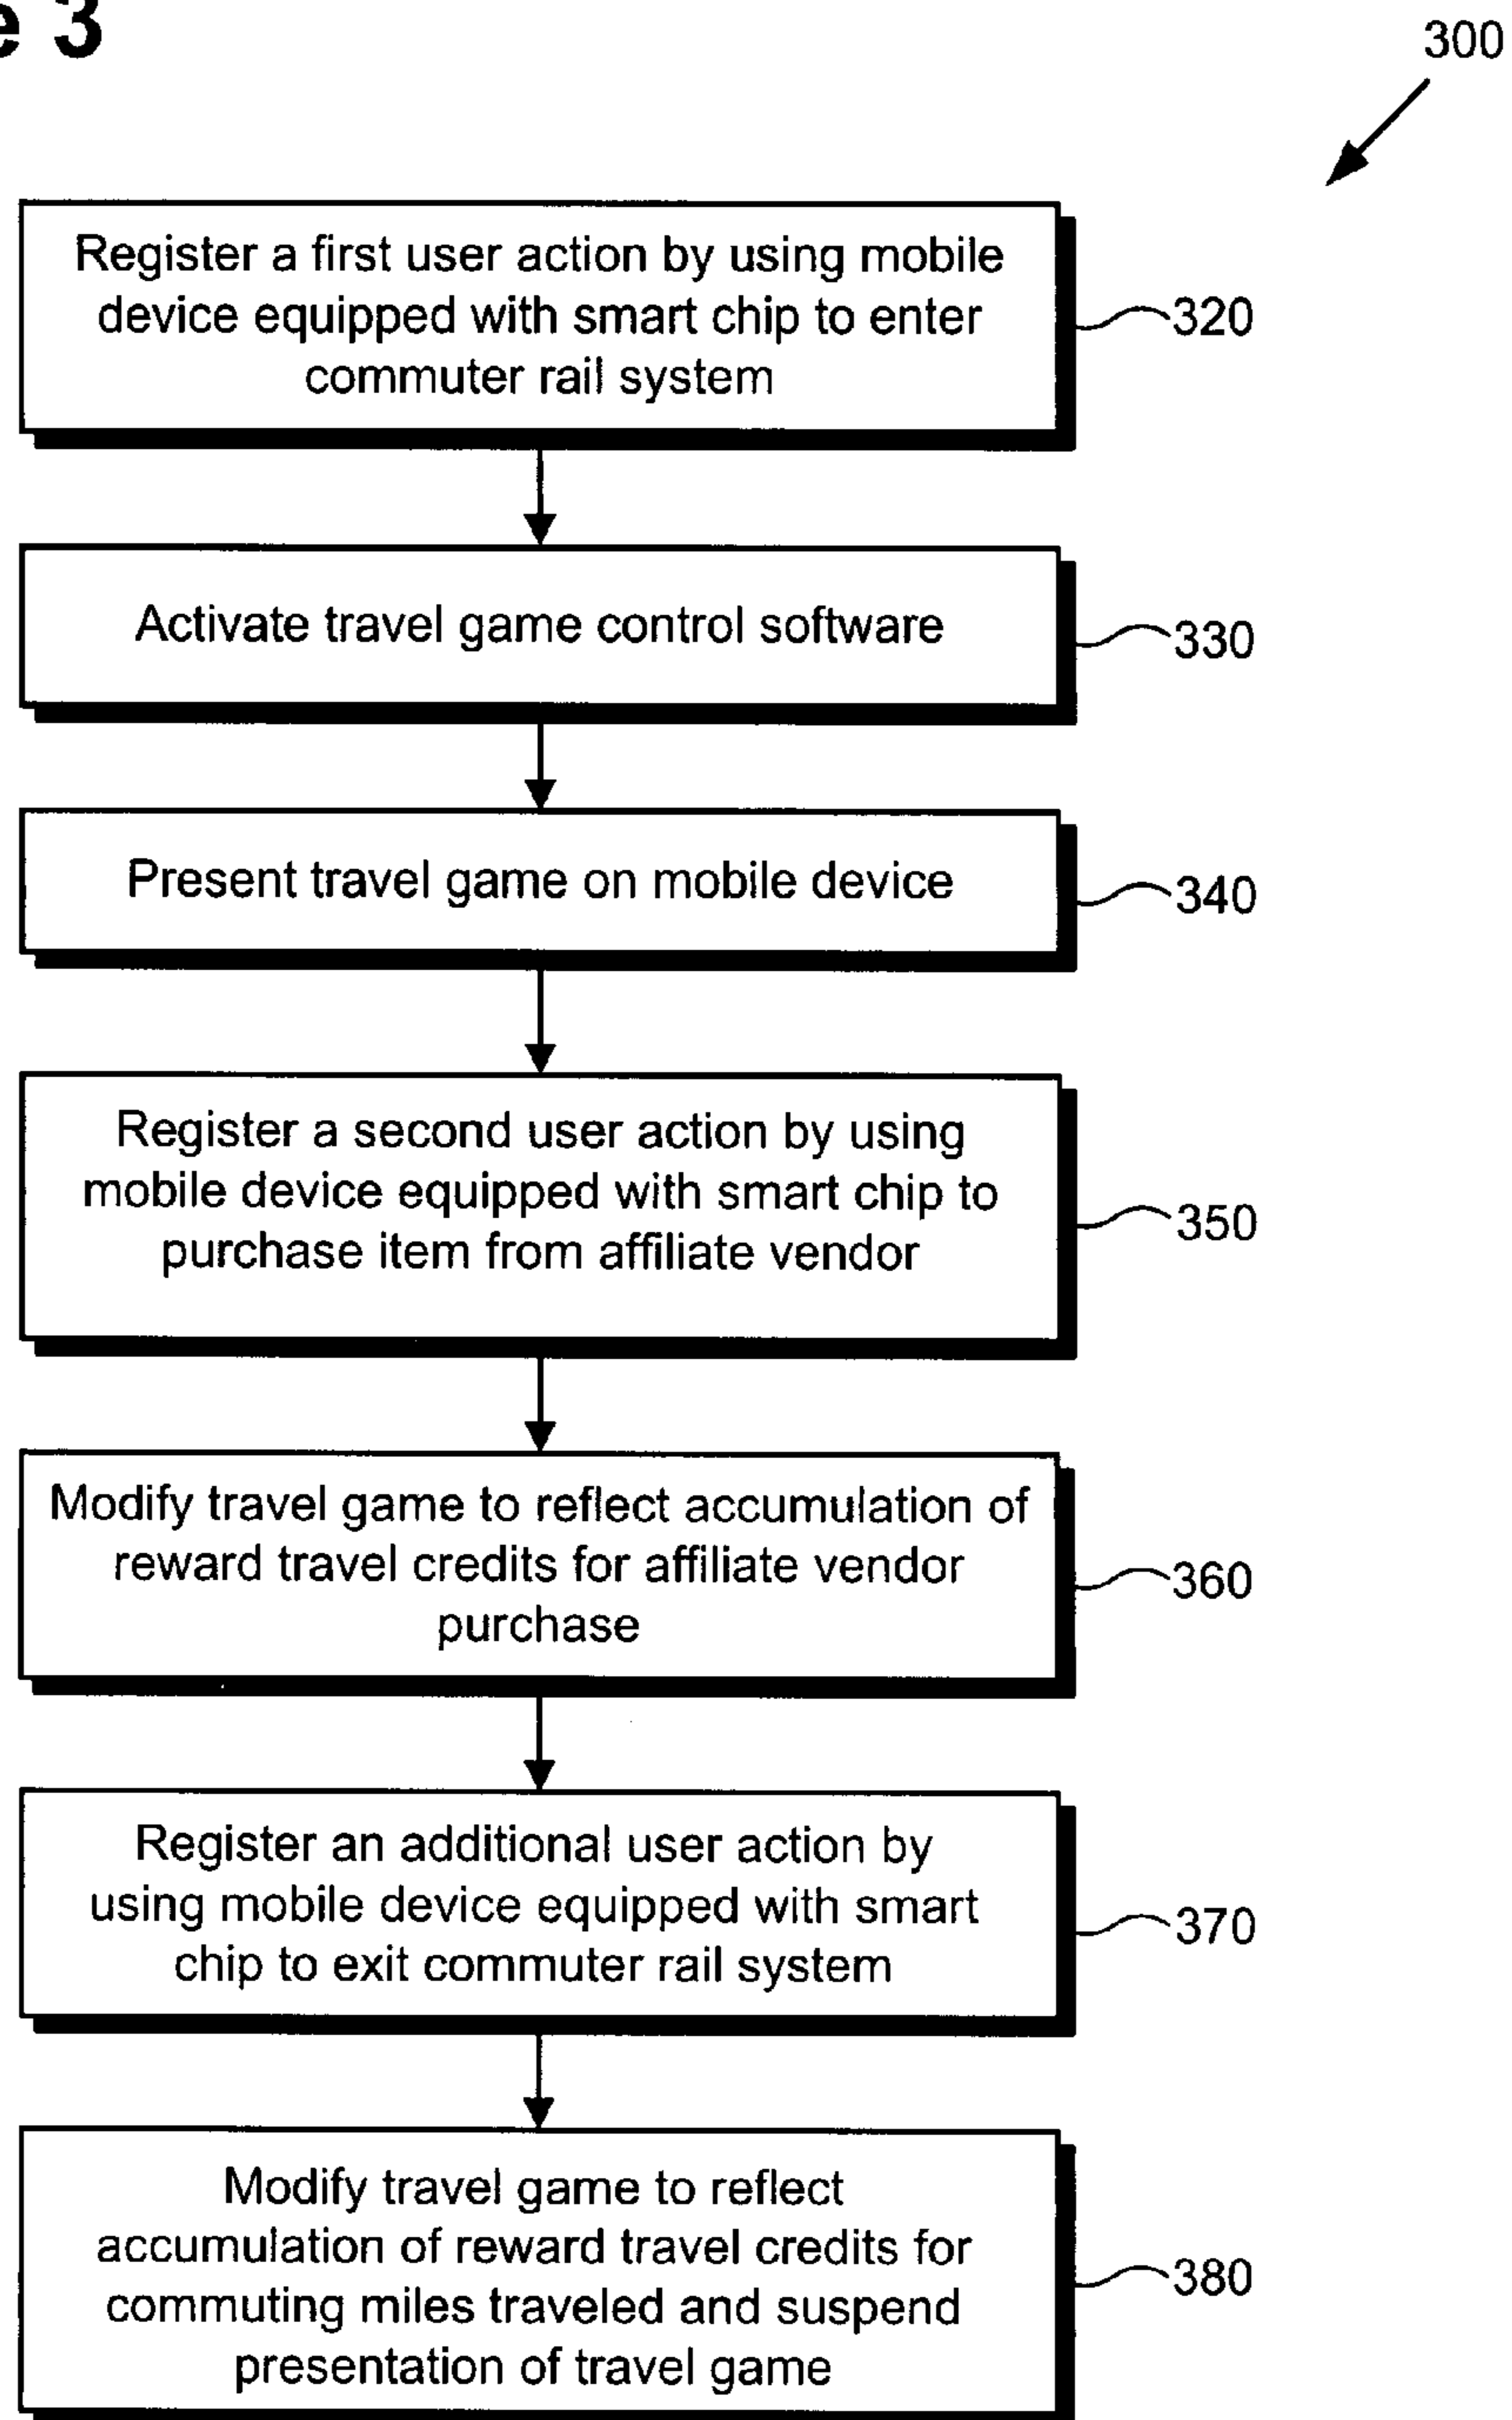 e 3
300
Register a first user action by using mobile
device equipped with smart chip to enter
commuter rail system
320
Activate travel game control software
330
Present travel game on mobile device
340
Register a second user action by using
mobile device equipped with smart chip to
purchase item from affiliate vendor
350
Modify travel game to reflect accumulation of
reward travel credits for affiliate vendor
purchase
360
Register an additional user action by
using mobile device equipped with smart
chip to exit commuter rail system
370
Modify travel game to reflect
accumulation of reward travel credits for
commuting miles traveled and suspend
presentation of travel game
380